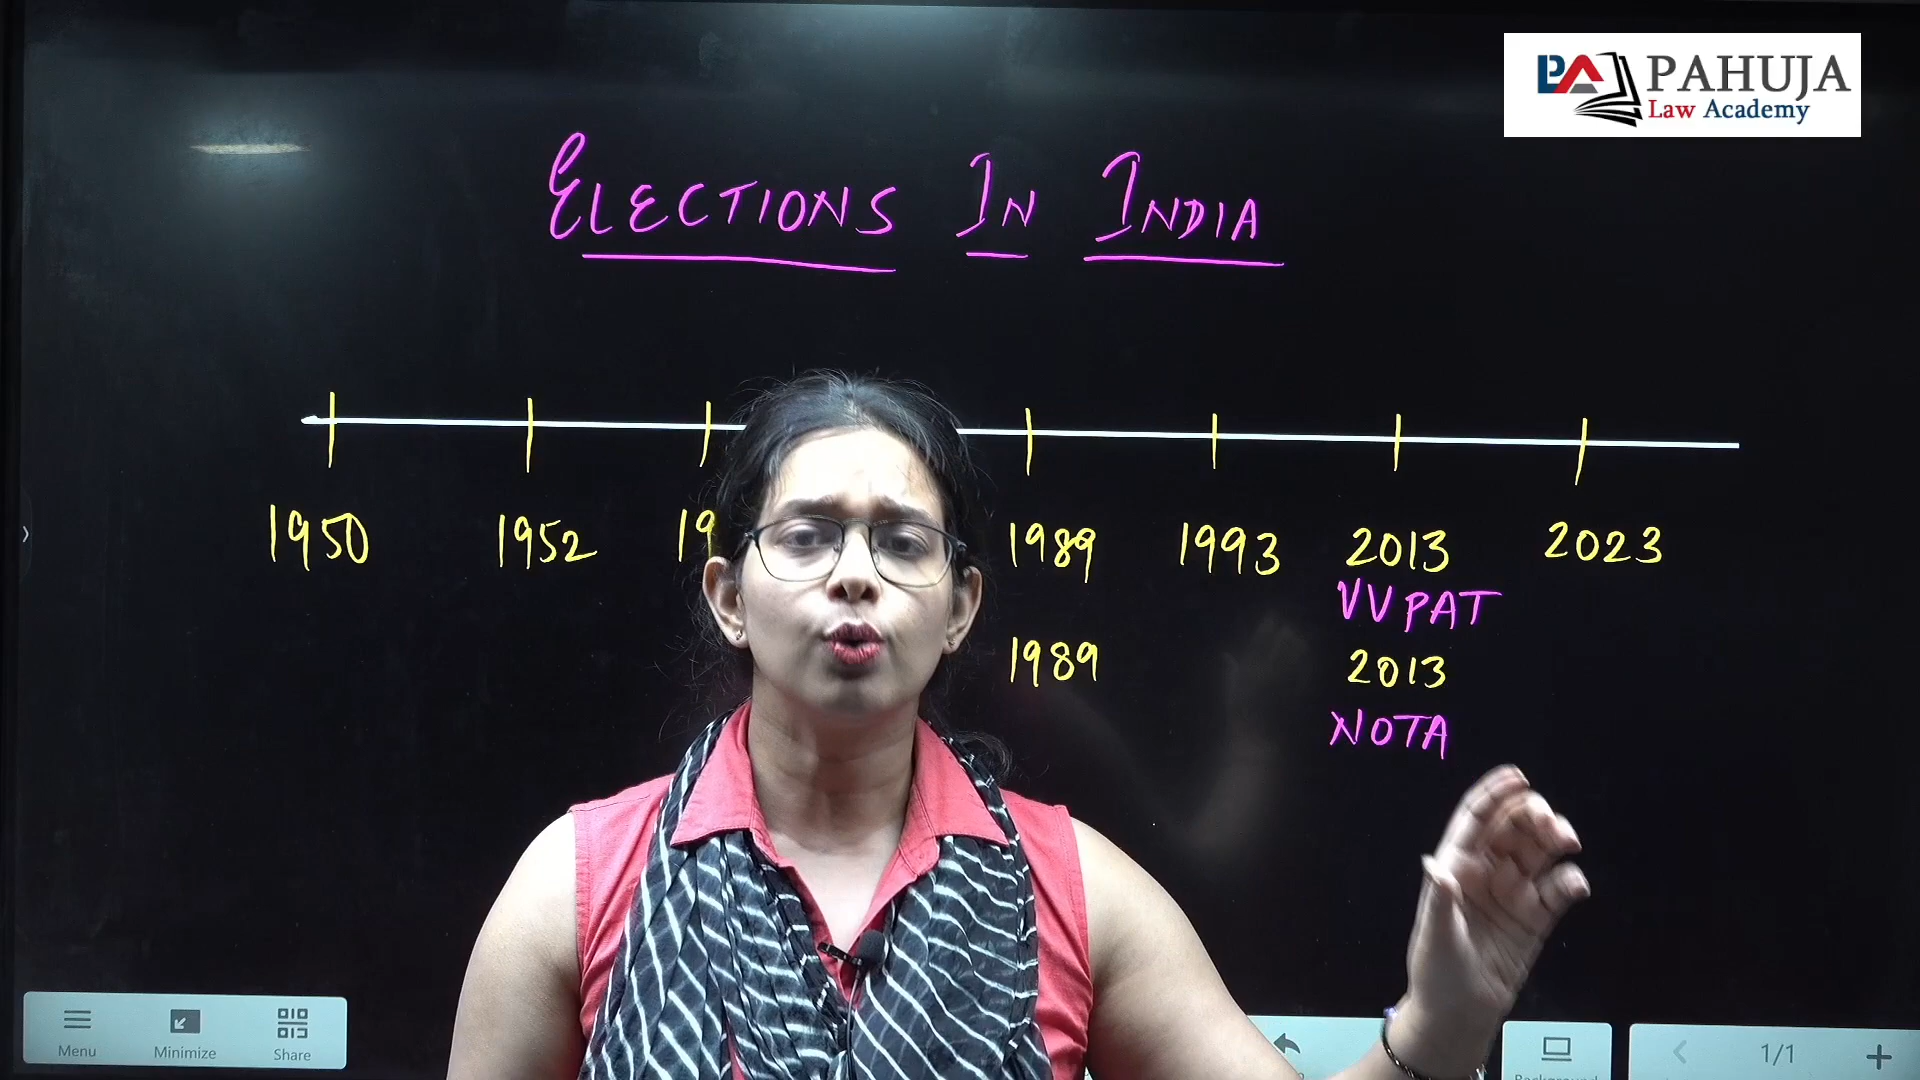 PAHUJA
Law Academy
ELECTIONS IN INDIA
1950 1952 19 1989 1993 2013 2023
VVPAT
1989 2013
NOTA
Menu Minimize Share
1/1